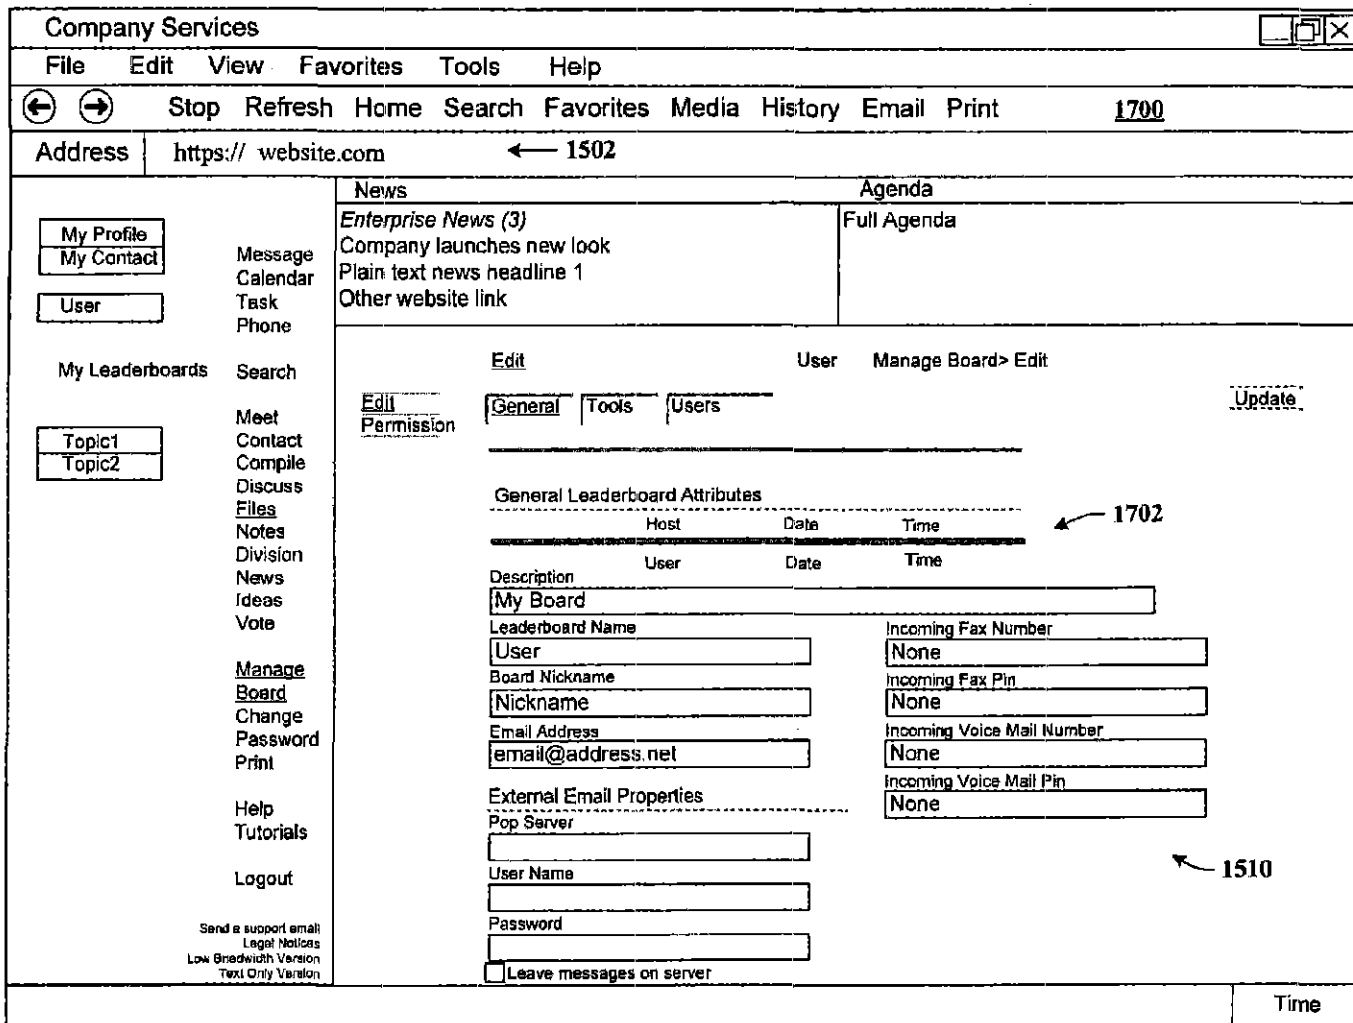 Company Services
File Edit View Favorites Tools Help
Stop Refresh Home Search Favorites Media History Email Print 1700
Address https:// website.com 1502
My Profile
My Contact
User
My Leaderboards
Topic1
Topic2
Message
Calendar
Task
Phone
Search
Meet
Contact
Compile
Discuss
Files
Notes
Division
News
Ideas
Vote
Manage
Board
Change
Password
Print
Help
Tutorials
Logout
Send a support email
Legal Notices
Low Bnedwidth Version
Text Only Version
News
Enterprise News (3)
Company launches new look
Plain text news headline 1
Other website link
Agenda
Full Agenda
Edit User Manage Board> Edit
Edit
Permission
General Tools Users
Update
General Leaderboard Attributes
Host Date Time 1702
User Date Time
Description
My Board
Leaderboard Name
User
Board Nickname
Nickname
Email Address
email@address.net
Incoming Fax Number
None
Incoming Fax Pin
None
Incoming Voice Mail Number
None
Incoming Voice Mail Pin
None
External Email Properties
Pop Server
User Name
Password
Leave messages on server
1510
Time